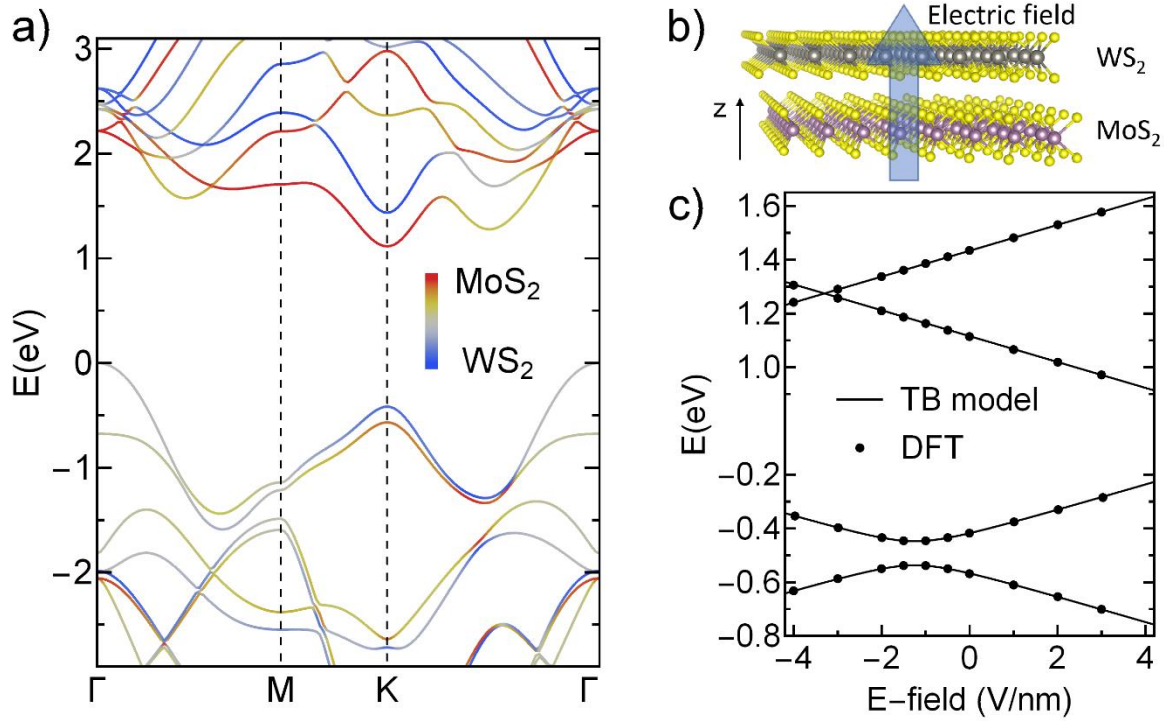 a)
E(eV)
3
2
1
0
−1
−2
Γ
M
K
Γ
MoS₂
WS₂
b)
Electric field
WS₂
z
MoS₂
c)
E(eV)
1.6
1.4
1.2
1.0
−0.2
−0.4
−0.6
−0.8
TB model
DFT
−4
−2
0
2
4
E−field (V/nm)